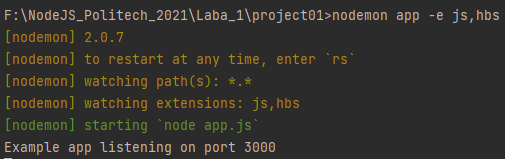 F:\NodeJS_Politech_2021\Laba_1\project01>nodemon app -e js,hbs
[nodemon] 2.0.7
[nodemon] to restart at any time, enter `rs`
[nodemon] watching path(s): *.*
[nodemon] watching extensions: js,hbs
[nodemon] starting `node app.js`
Example app listening on port 3000